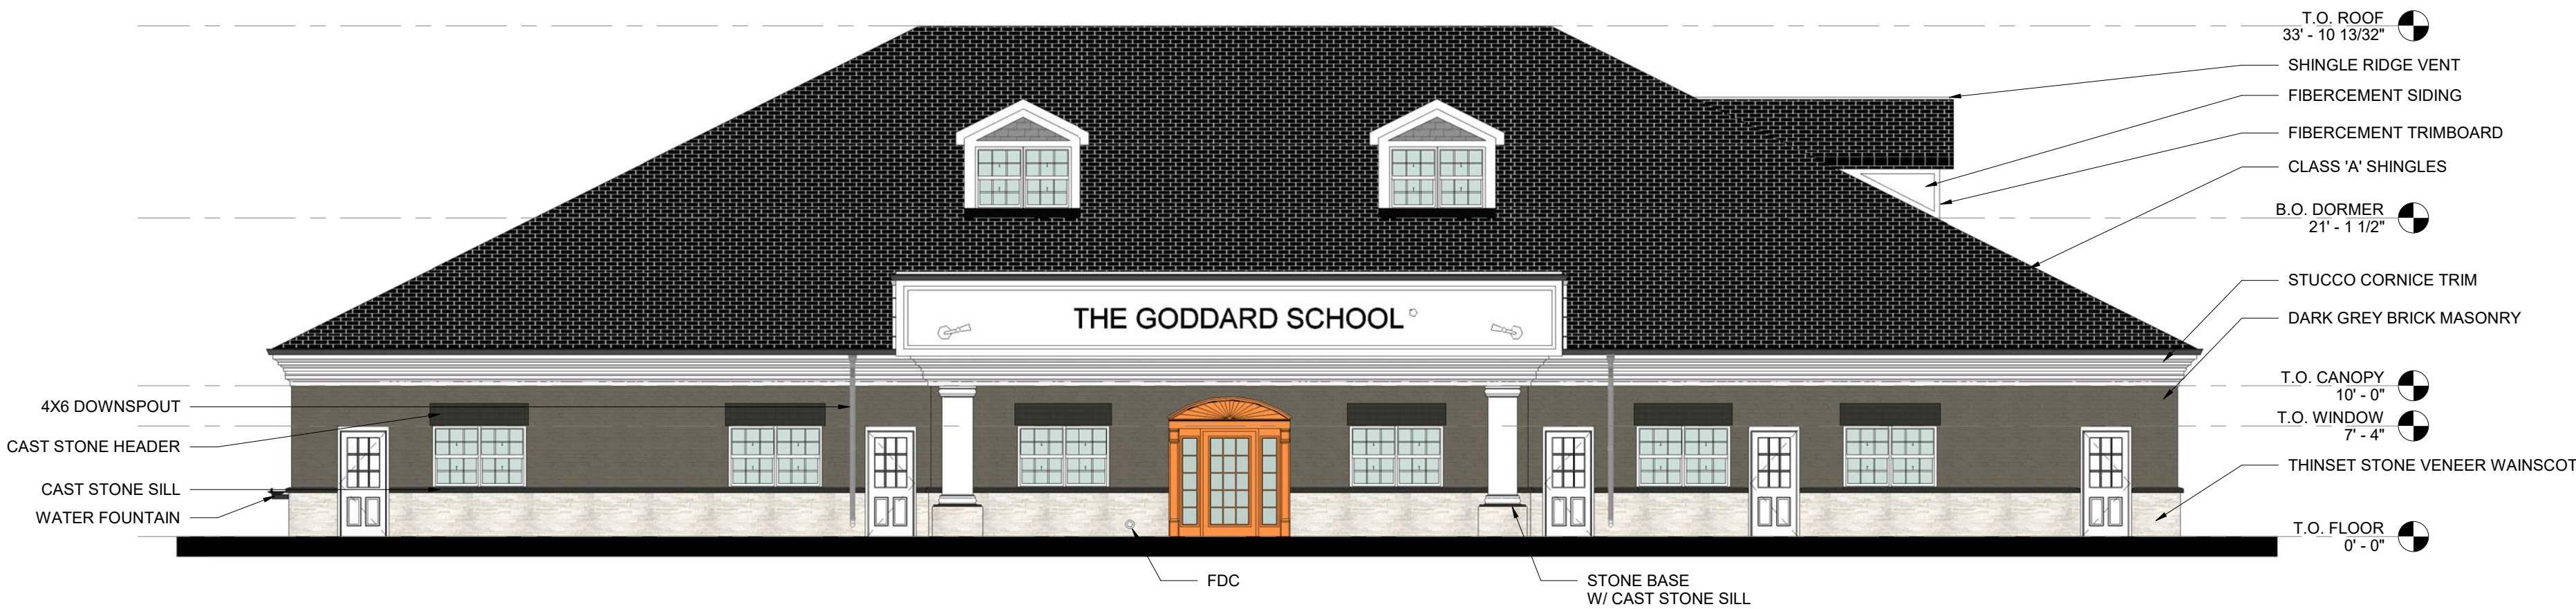 T.O. ROOF
33' - 10 13/32"
SHINGLE RIDGE VENT
FIBERCEMENT SIDING
FIBERCEMENT TRIMBOARD
CLASS 'A' SHINGLES
B.O. DORMER
21' - 1 1/2"
STUCCO CORNICE TRIM
DARK GREY BRICK MASONRY
THE GODDARD SCHOOL
T.O. CANOPY
10' - 0"
T.O. WINDOW
7' - 4"
THINSET STONE VENEER WAINSCOT
T.O. FLOOR
0' - 0"
4X6 DOWNSPOUT
CAST STONE HEADER
CAST STONE SILL
WATER FOUNTAIN
FDC
STONE BASE
W/ CAST STONE SILL